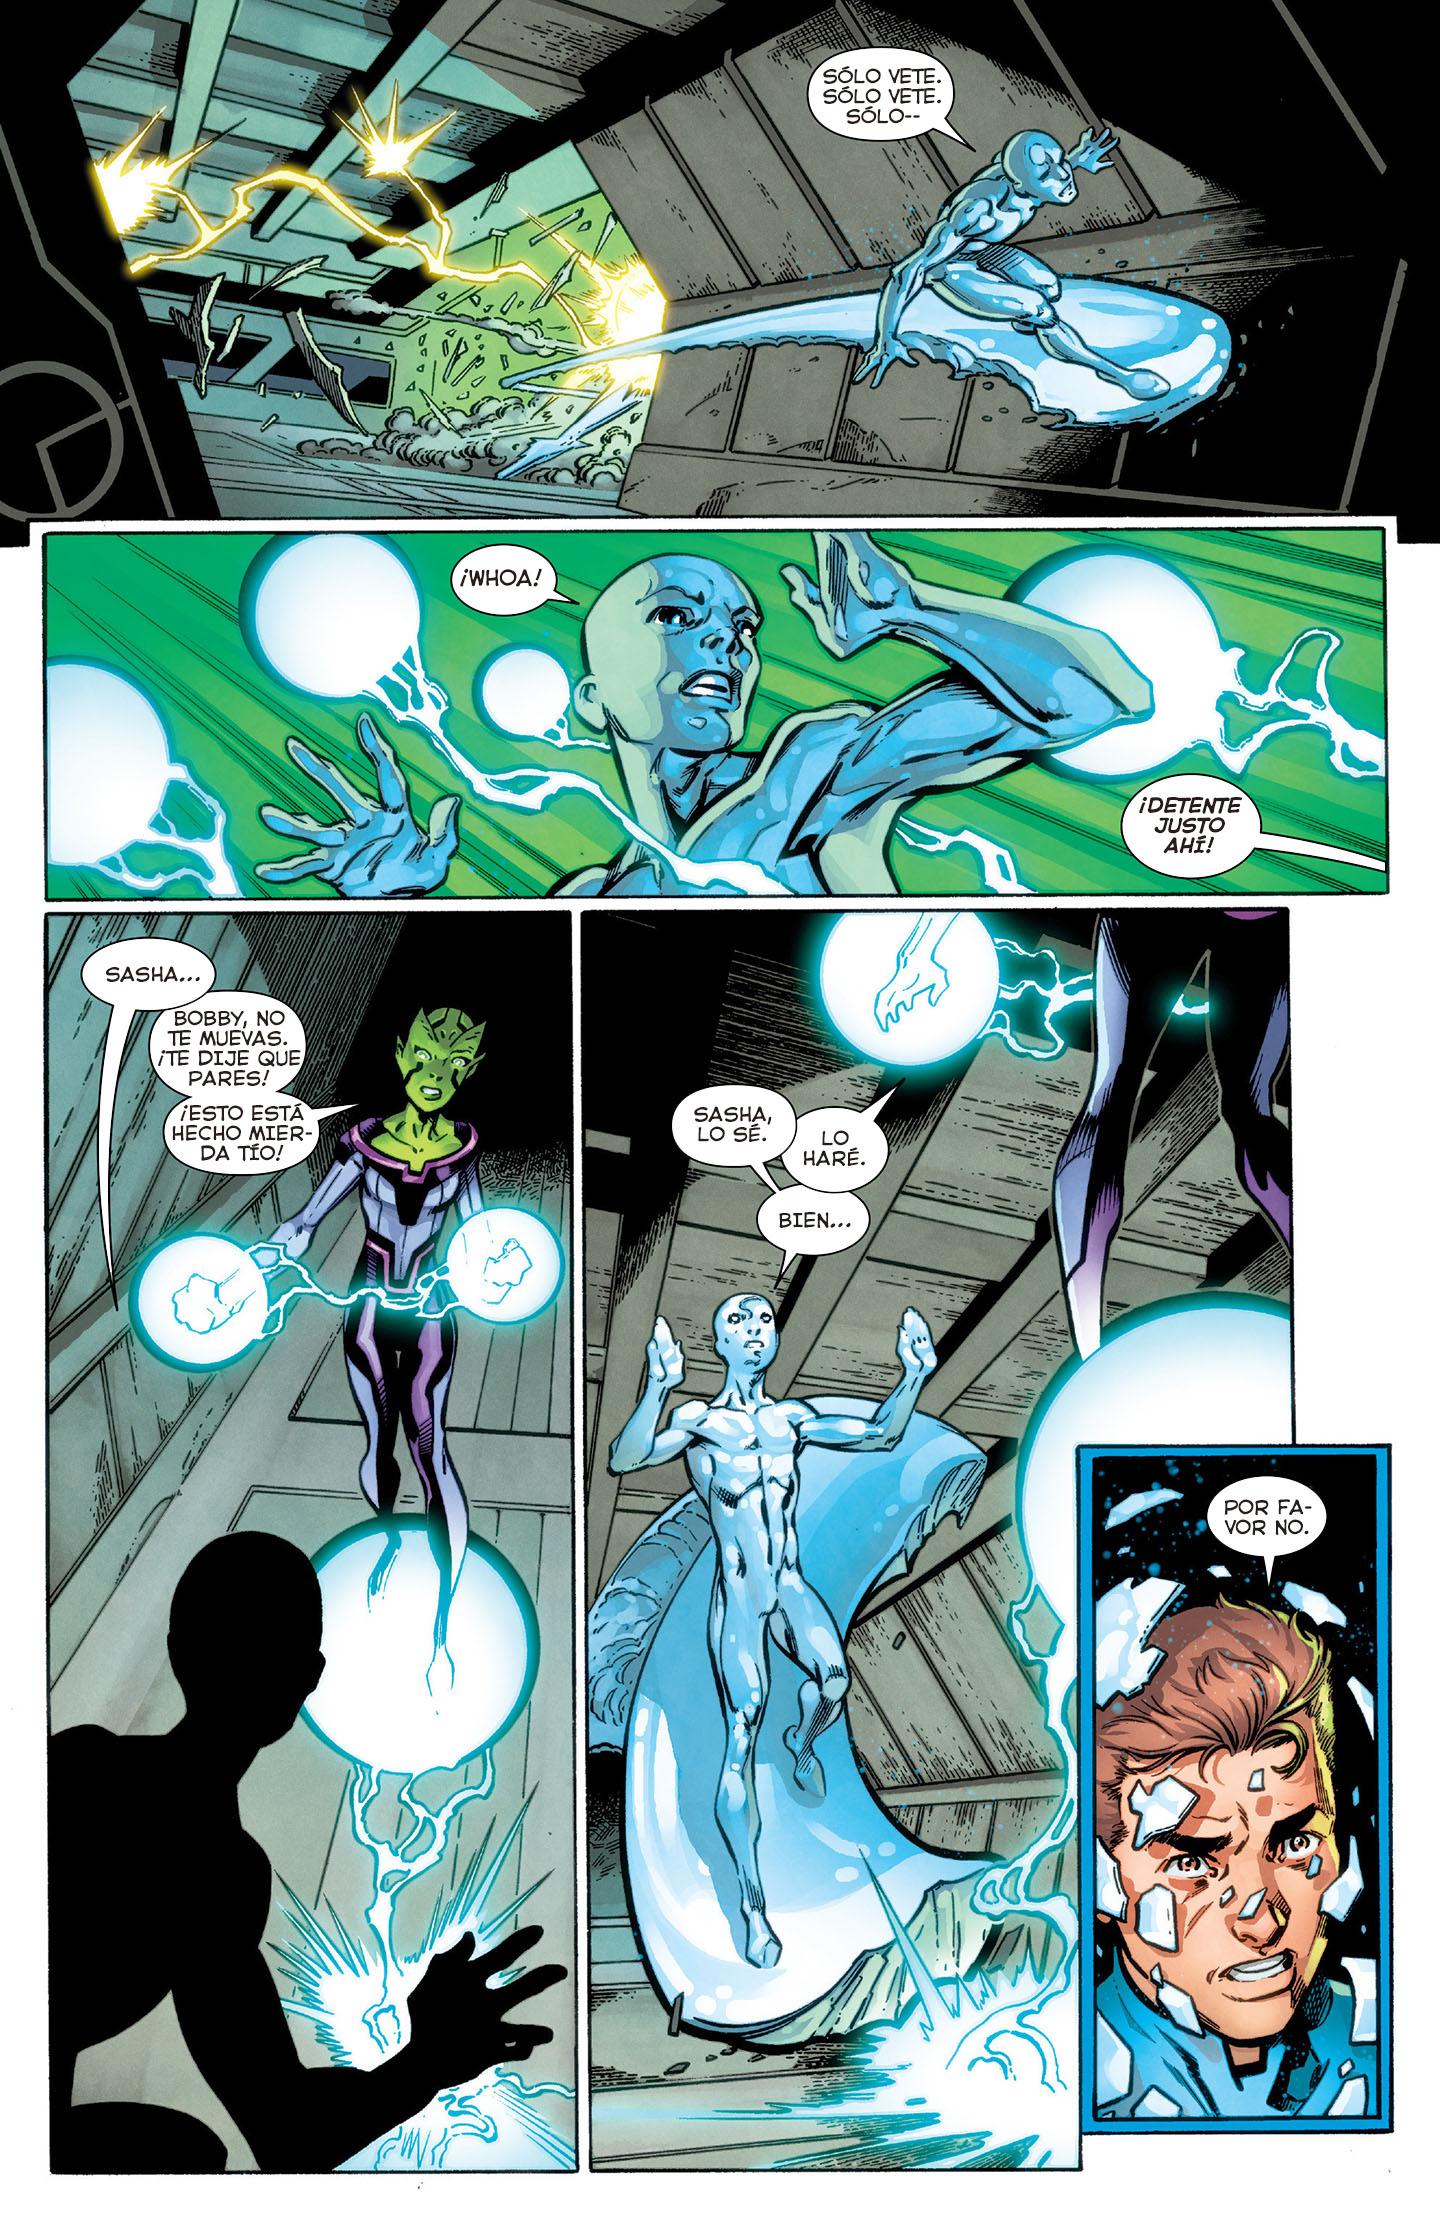 SÓLO VETE.
SÓLO VETE.
SÓLO--
¡WHOA!
¡DETENTE
JUSTO
AHÍ!
SASHA...
BOBBY, NO
TE MUEVAS.
¡TE DIJE QUE
PARES!
¡ESTO ESTÁ
HECHO MIER-
DA TÍO!
SASHA,
LO SÉ.
LO
HARÉ.
BIEN...
POR FA-
VOR NO.